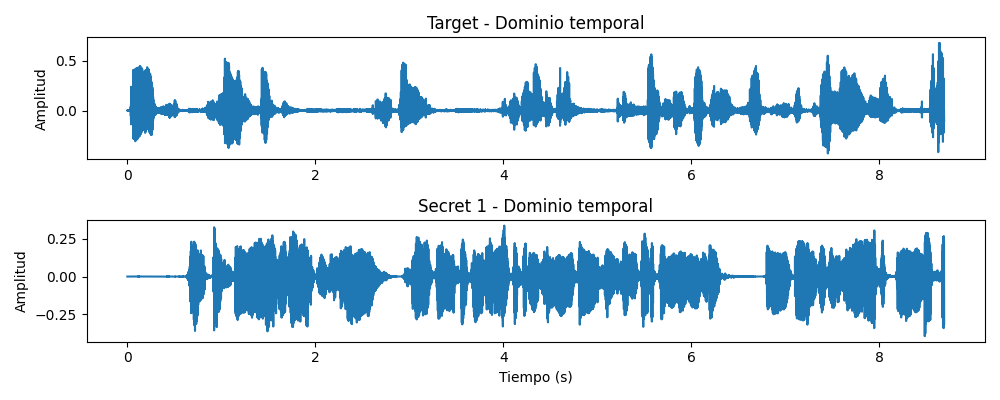 Target - Dominio temporal
Amplitud
0.5
0.0
0 2 4 6 8
Secret 1 - Dominio temporal
Amplitud
0.25
0.00
−0.25
0 2 4 6 8
Tiempo (s)